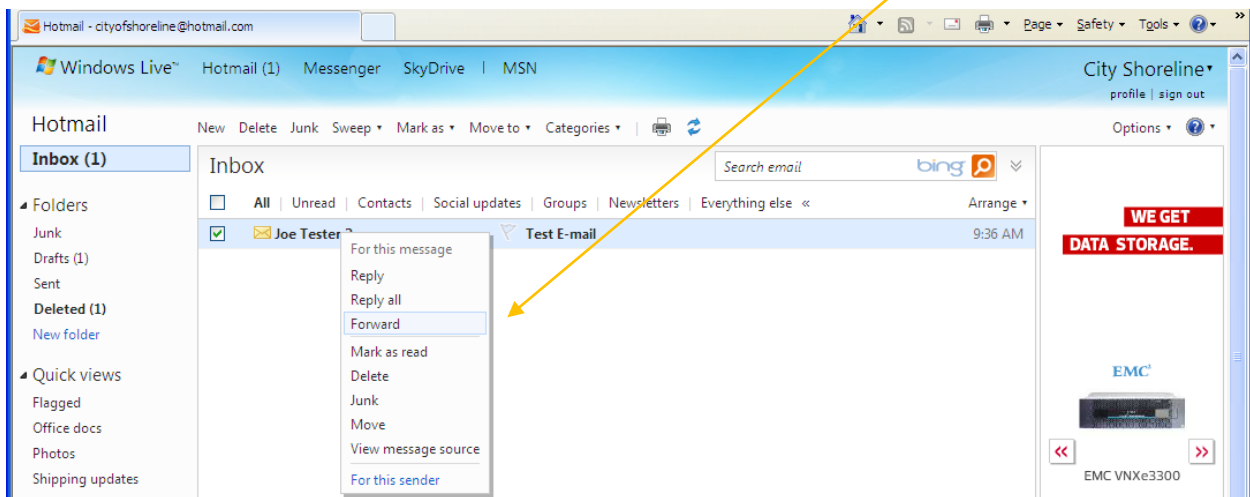 Hotmail - cityofshoreline@hotmail.com
Page Safety Tools
»
Windows Live™ Hotmail (1) Messenger SkyDrive | MSN City Shoreline
profile | sign out
Hotmail New Delete Junk Sweep Mark as Move to Categories | Options
Inbox (1)
Inbox Search email bing
All | Unread | Contacts | Social updates | Groups | Newsletters | Everything else « Arrange
Joe Tester Test E-mail 9:36 AM
Folders
Junk
Drafts (1)
Sent
Deleted (1)
New folder
Quick views
Flagged
Office docs
Photos
Shipping updates
For this message
Reply
Reply all
Forward
Mark as read
Delete
Junk
Move
View message source
For this sender
WE GET
DATA STORAGE.
EMC²
« »
EMC VNXe3300